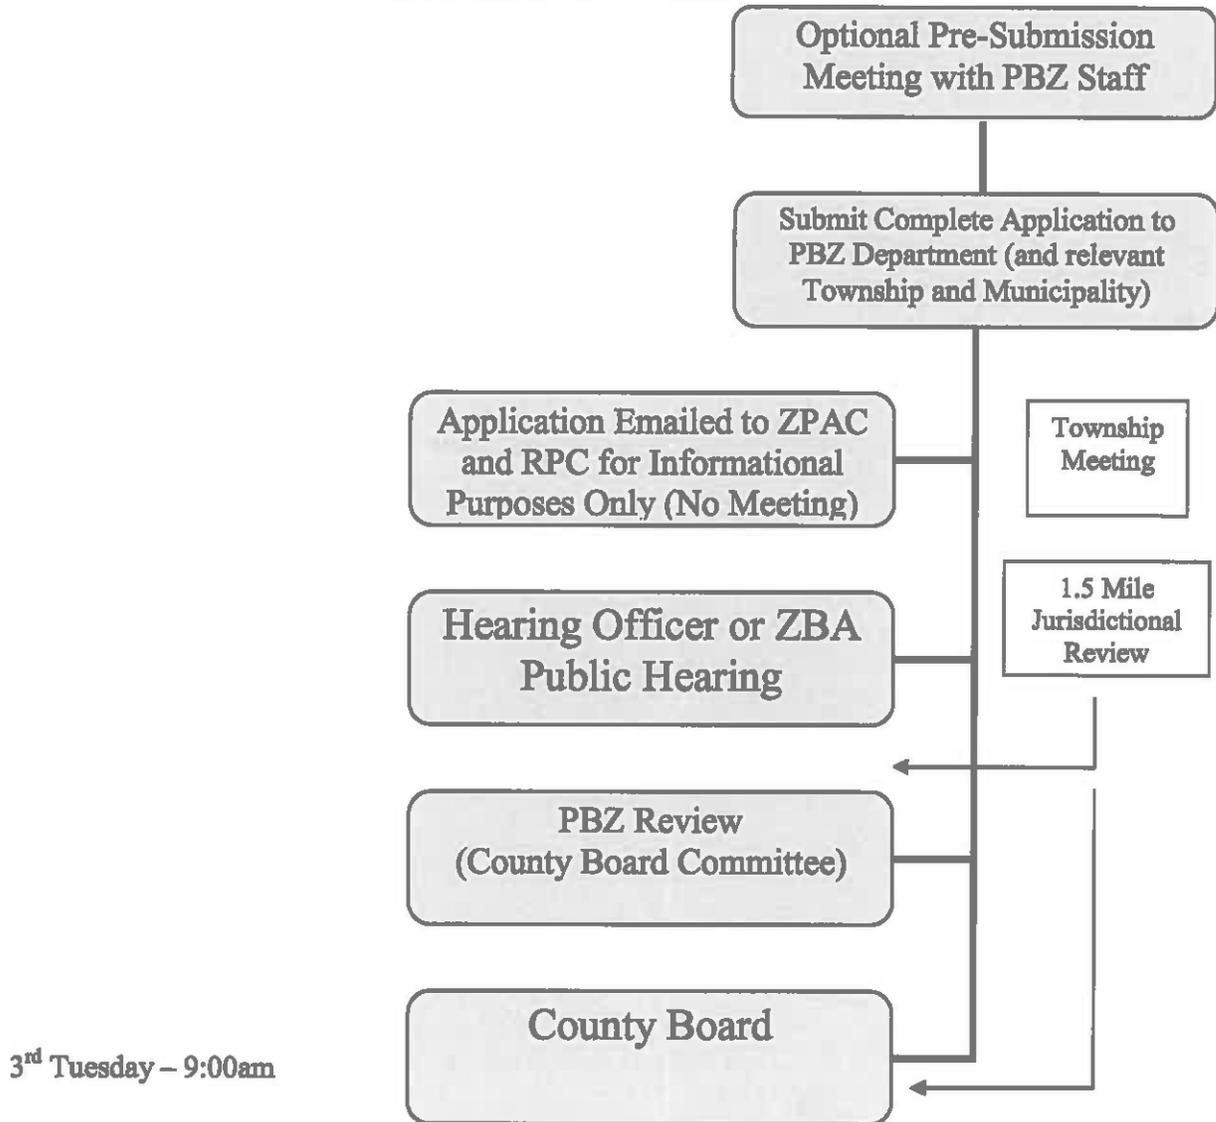 Optional Pre-Submission
Meeting with PBZ Staff
Submit Complete Application to
PBZ Department (and relevant
Township and Municipality)
Application Emailed to ZPAC
and RPC for Informational
Purposes Only (No Meeting)
Township
Meeting
Hearing Officer or ZBA
Public Hearing
1.5 Mile
Jurisdictional
Review
PBZ Review
(County Board Committee)
County Board
3rd Tuesday – 9:00am